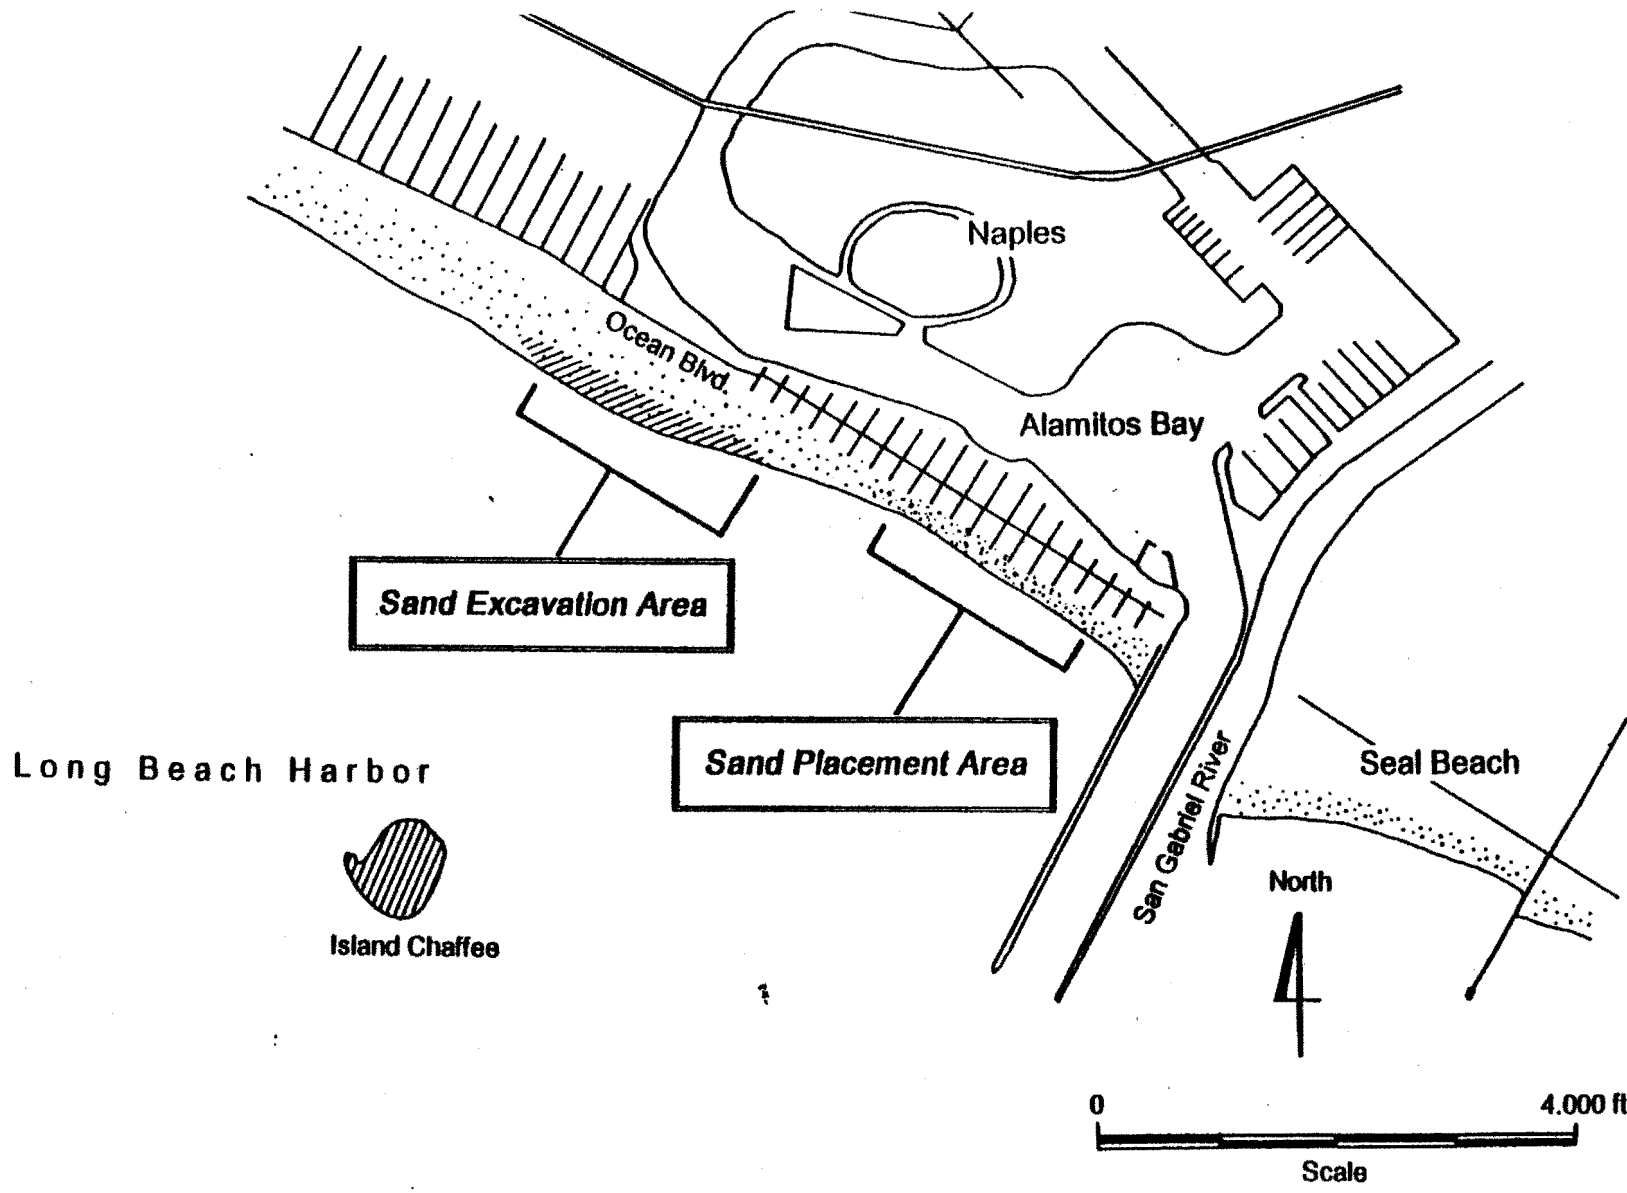 Naples
Ocean Blvd.
Alamitos Bay
Sand Excavation Area
Sand Placement Area
Long Beach Harbor
Seal Beach
San Gabriel River
North
Island Chaffee
0 4.000 ft
Scale